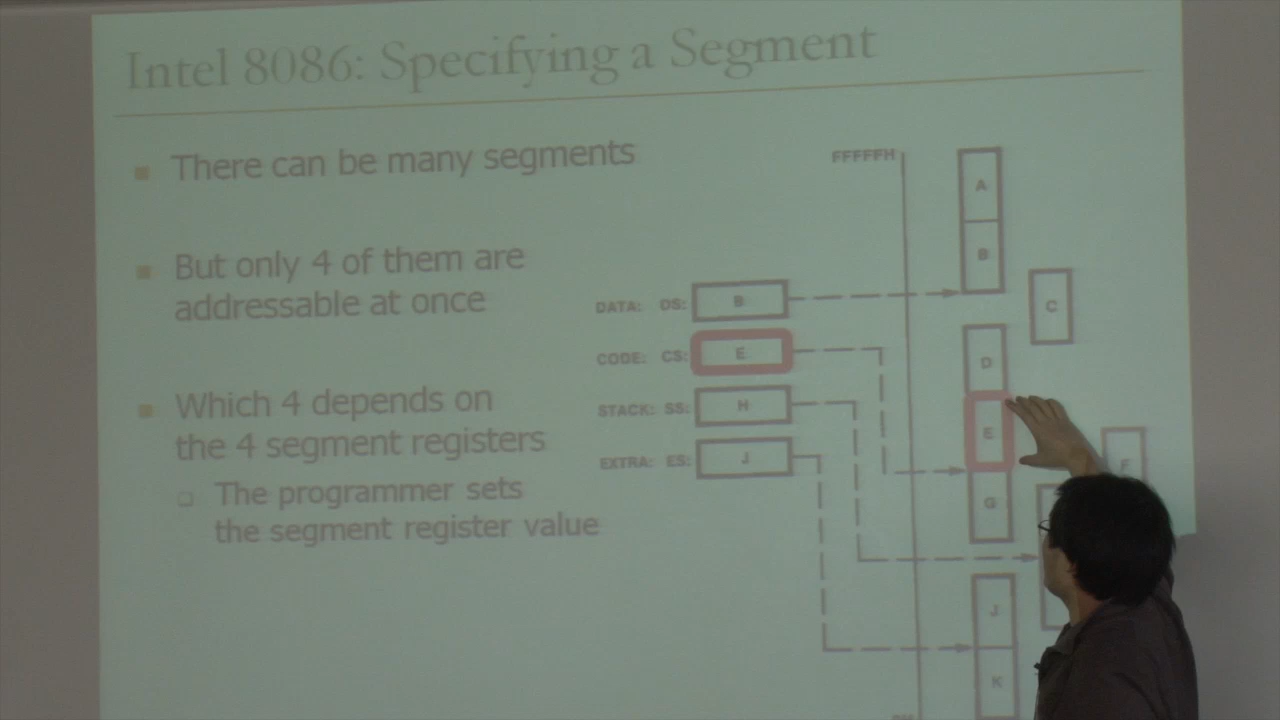 Intel 8086: Specifying a Segment
There can be many segments
But only 4 of them are
addressable at once
Which 4 depends on
the 4 segment registers
The programmer sets
the segment register value
FFFFFH
DATA: DS: B
CODE: CS: E
STACK: SS: H
EXTRA: ES: J
A
B
C
D
E
F
G
J
K